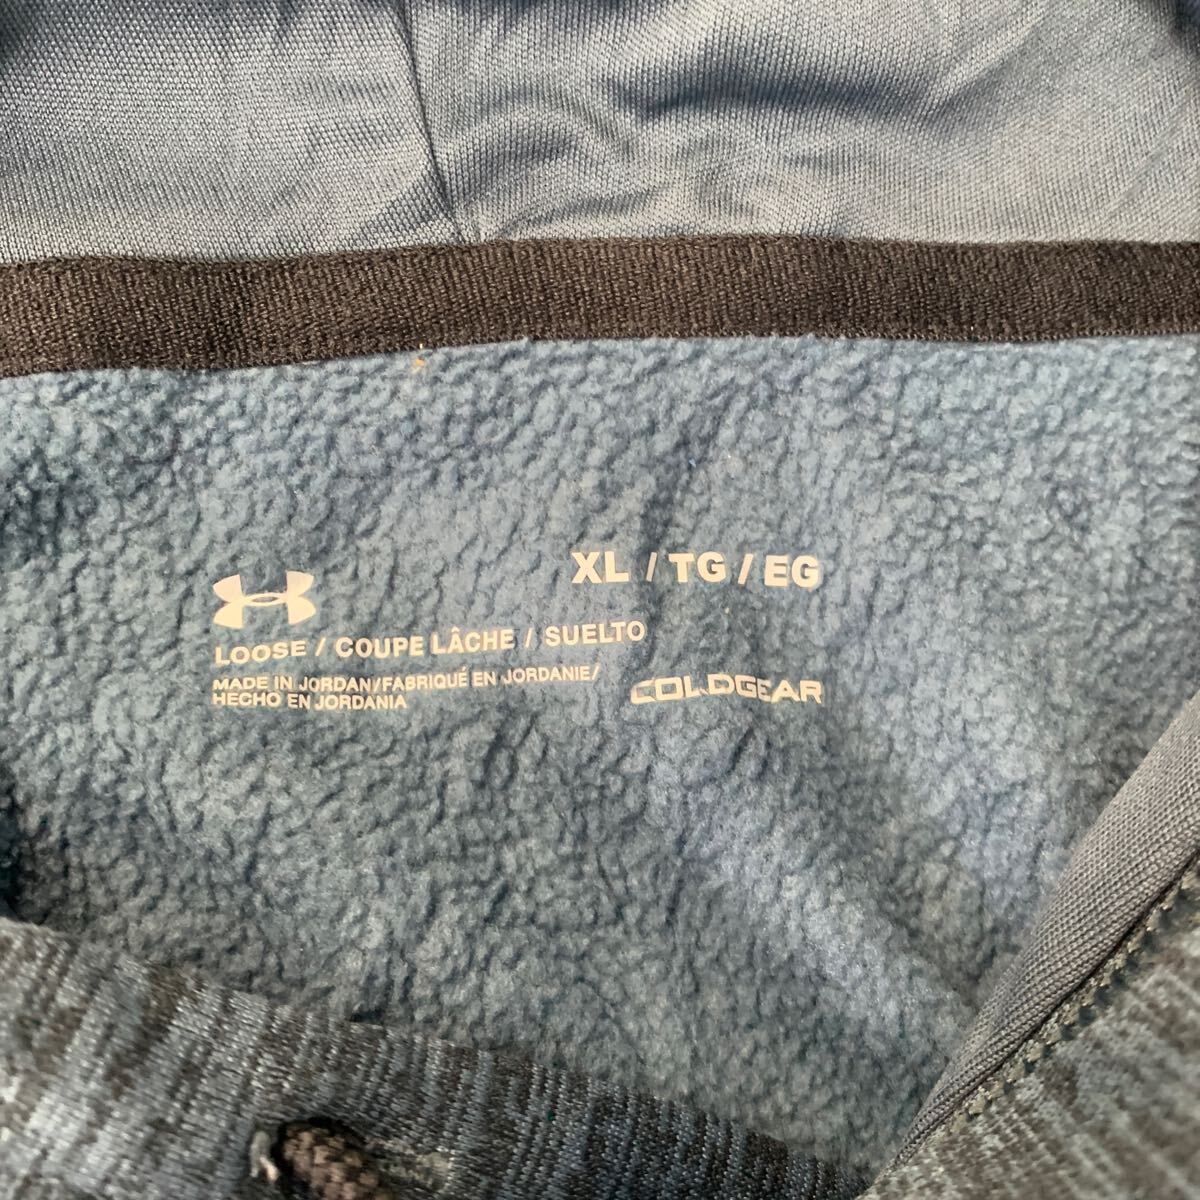 XL / TG / EG
LOOSE / COUPE LÂCHE / SUELTO
MADE IN JORDAN/FABRIQUÉ EN JORDANIE/
HECHO EN JORDANIA
COLDGEAR